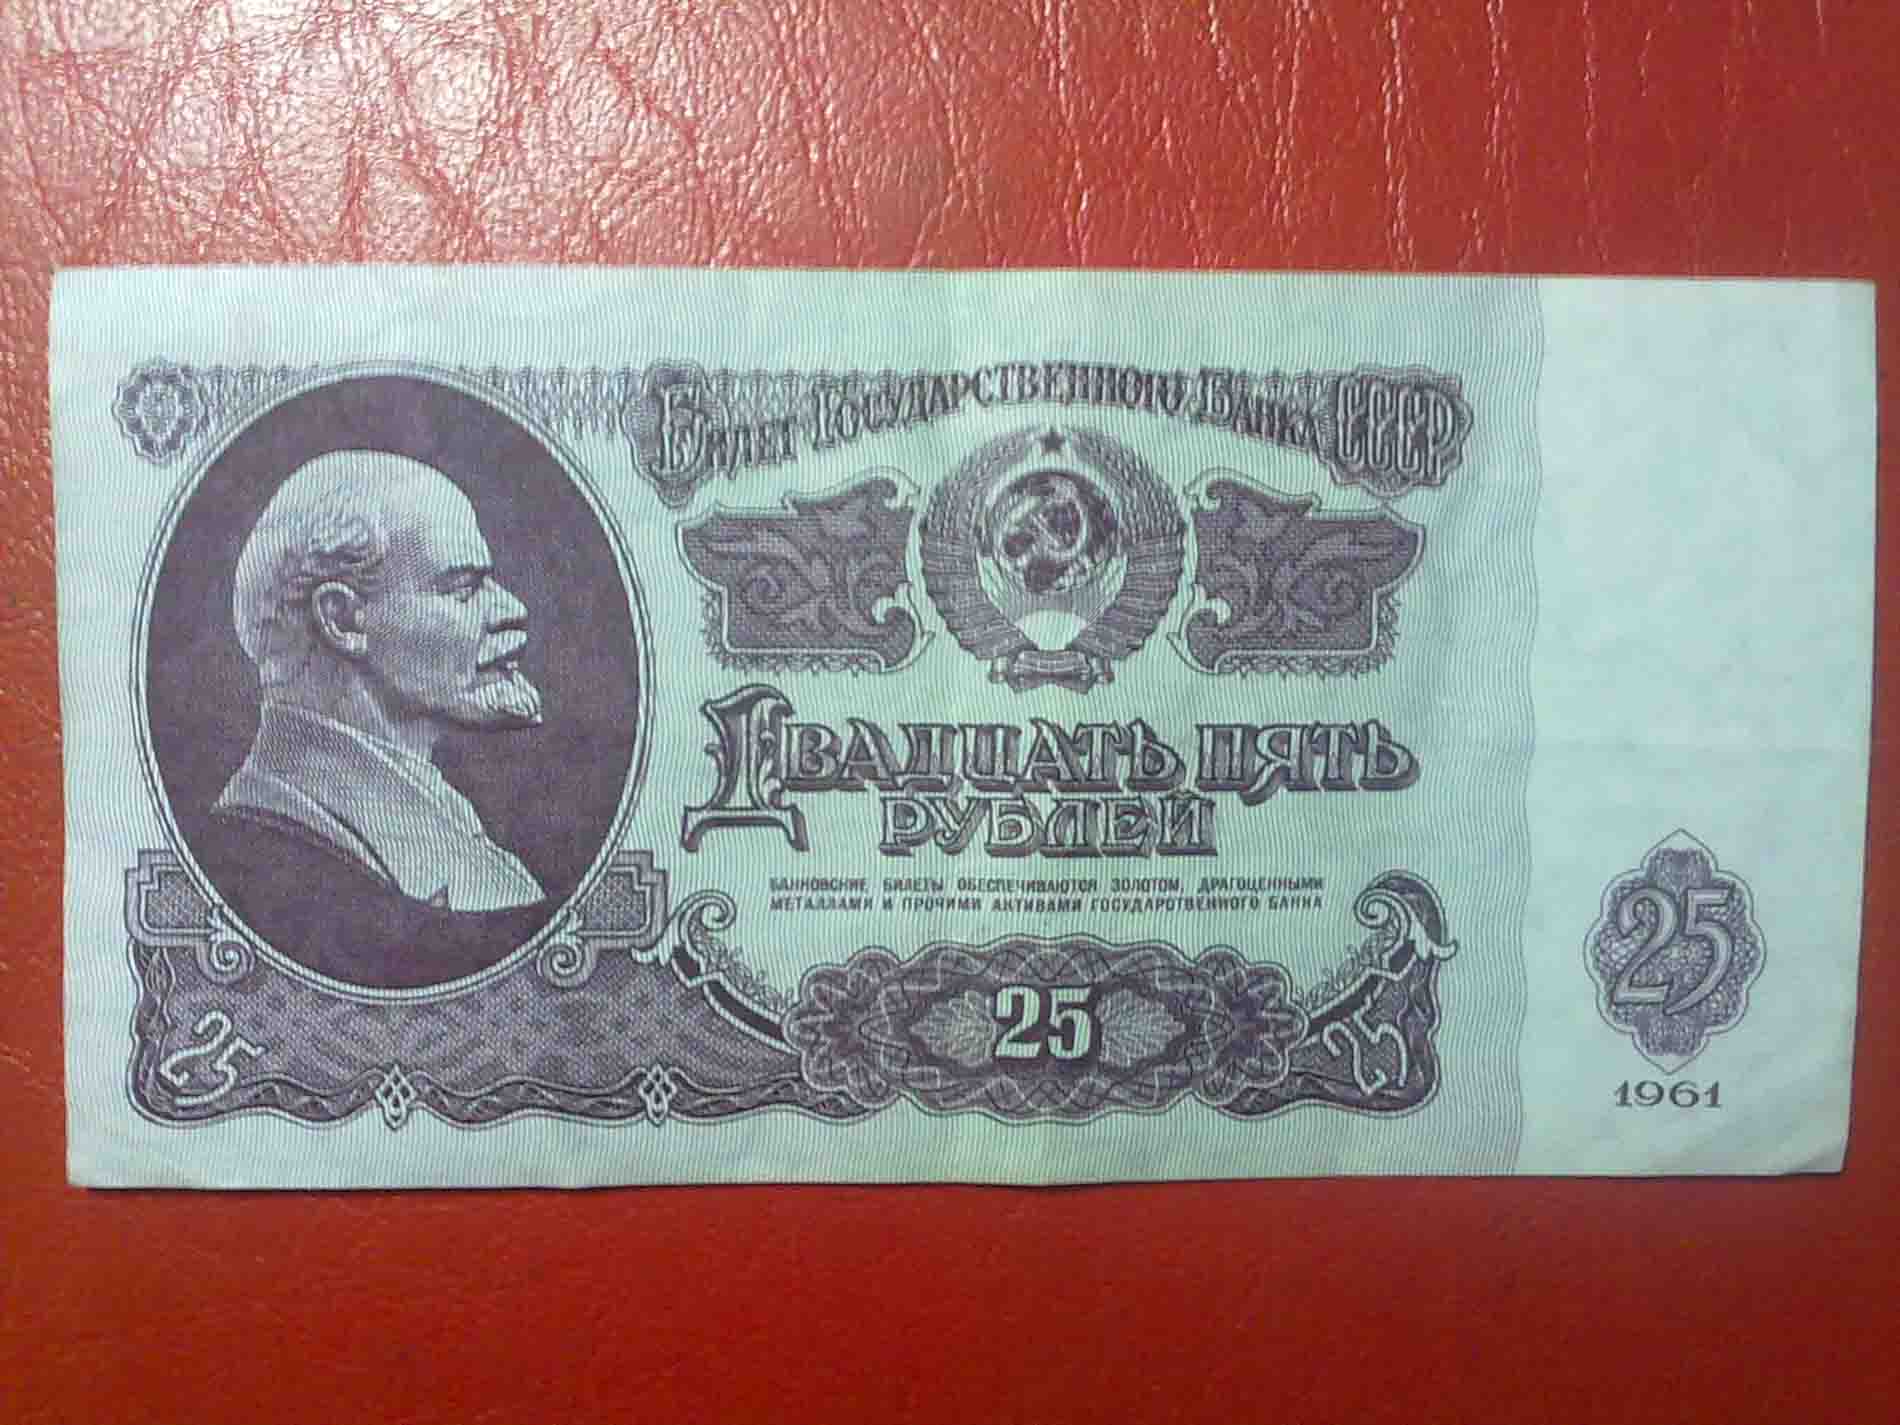 Билет Государственного Банка СССР
Двадцать пять
рублей
БАНКОВСКИЕ БИЛЕТЫ ОБЕСПЕЧИВАЮТСЯ ЗОЛОТОМ, ДРАГОЦЕННЫМИ
МЕТАЛЛАМИ И ПРОЧИМИ АКТИВАМИ ГОСУДАРСТВЕННОГО БАНКА
25
25
25
25
1961